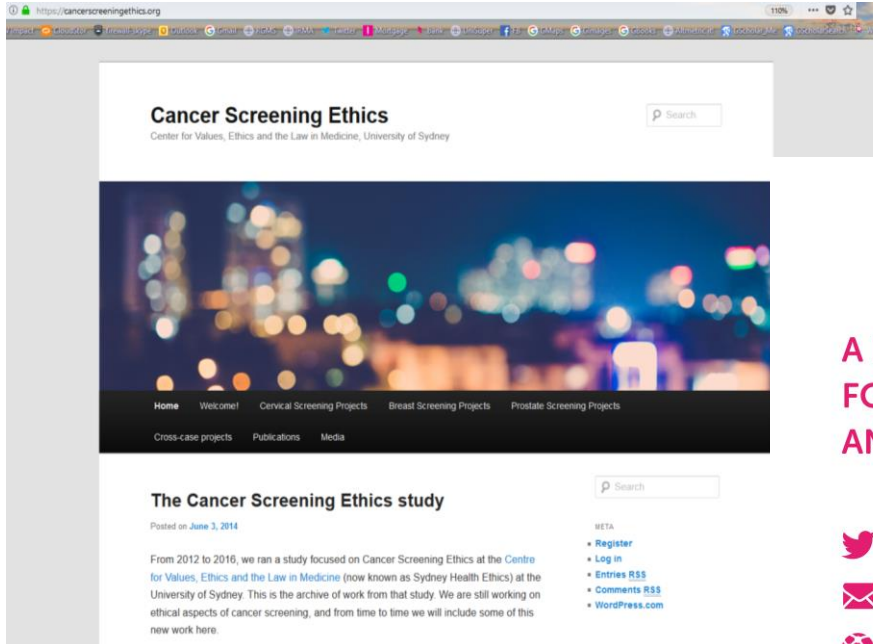 https://cancerscreeningethics.org
110%
Cancer Screening Ethics
Center for Values, Ethics and the Law in Medicine, University of Sydney
Search
Home Welcome! Cervical Screening Projects Breast Screening Projects Prostate Screening Projects
Cross-case projects Publications Media
The Cancer Screening Ethics study
Posted on June 3, 2014
From 2012 to 2016, we ran a study focused on Cancer Screening Ethics at the Centre
for Values, Ethics and the Law in Medicine (now known as Sydney Health Ethics) at the
University of Sydney. This is the archive of work from that study. We are still working on
ethical aspects of cancer screening, and from time to time we will include some of this
new work here.
Search
META
Register
Log in
Entries RSS
Comments RSS
WordPress.com
A
FO
AN